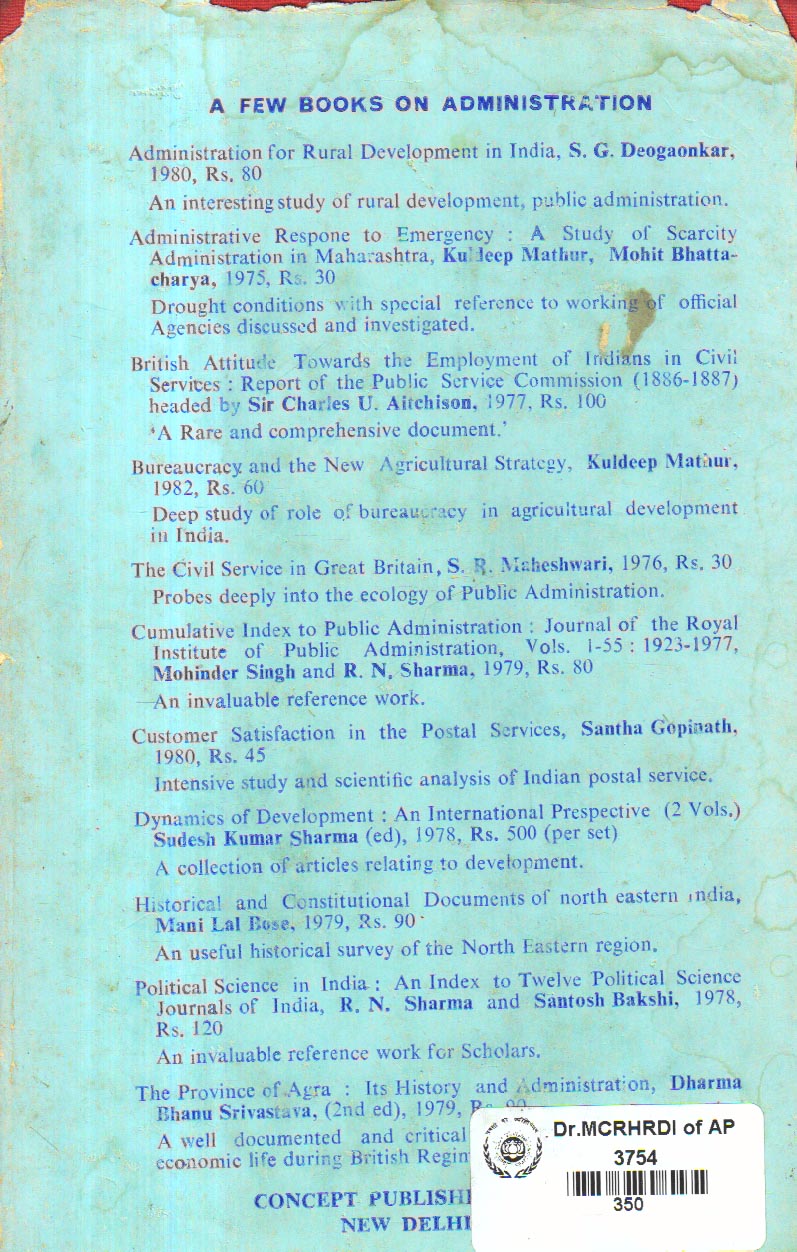 A FEW BOOKS ON ADMINISTRATION
Administration for Rural Development in India, S. G. Deogaonkar,
1980, Rs. 80
An interesting study of rural development, public administration.
Administrative Respone to Emergency : A Study of Scarcity
Administration in Maharashtra, Kuldeep Mathur, Mohit Bhatta-
charya, 1975, Rs. 30
Drought conditions with special reference to working of official
Agencies discussed and investigated.
British Attitude Towards the Employment of Indians in Civil
Services : Report of the Public Service Commission (1886-1887)
headed by Sir Charles U. Aitchison, 1977, Rs. 100
'A Rare and comprehensive document.'
Bureaucracy and the New Agricultural Strategy, Kuldeep Mathur,
1982, Rs. 60
Deep study of role of bureaucracy in agricultural development
in India.
The Civil Service in Great Britain, S. R. Maheshwari, 1976, Rs. 30
Probes deeply into the ecology of Public Administration.
Cumulative Index to Public Administration : Journal of the Royal
Institute of Public Administration, Vols. 1-55 : 1923-1977,
Mohinder Singh and R. N. Sharma, 1979, Rs. 80
An invaluable reference work.
Customer Satisfaction in the Postal Services, Santha Gopinath,
1980, Rs. 45
Intensive study and scientific analysis of Indian postal service.
Dynamics of Development : An International Prespective (2 Vols.)
Sudesh Kumar Sharma (ed), 1978, Rs. 500 (per set)
A collection of articles relating to development.
Historical and Constitutional Documents of north eastern india,
Mani Lal Bose, 1979, Rs. 90
An useful historical survey of the North Eastern region.
Political Science in India : An Index to Twelve Political Science
Journals of India, R. N. Sharma and Santosh Bakshi, 1978,
Rs. 120
An invaluable reference work for Scholars.
The Province of Agra : Its History and Administration, Dharma
Bhanu Srivastava, (2nd ed), 1979,
A well documented and critical
economic life during British
CONCEPT
NEW DELHI
Dr.MCRHRDI of AP
3754
350